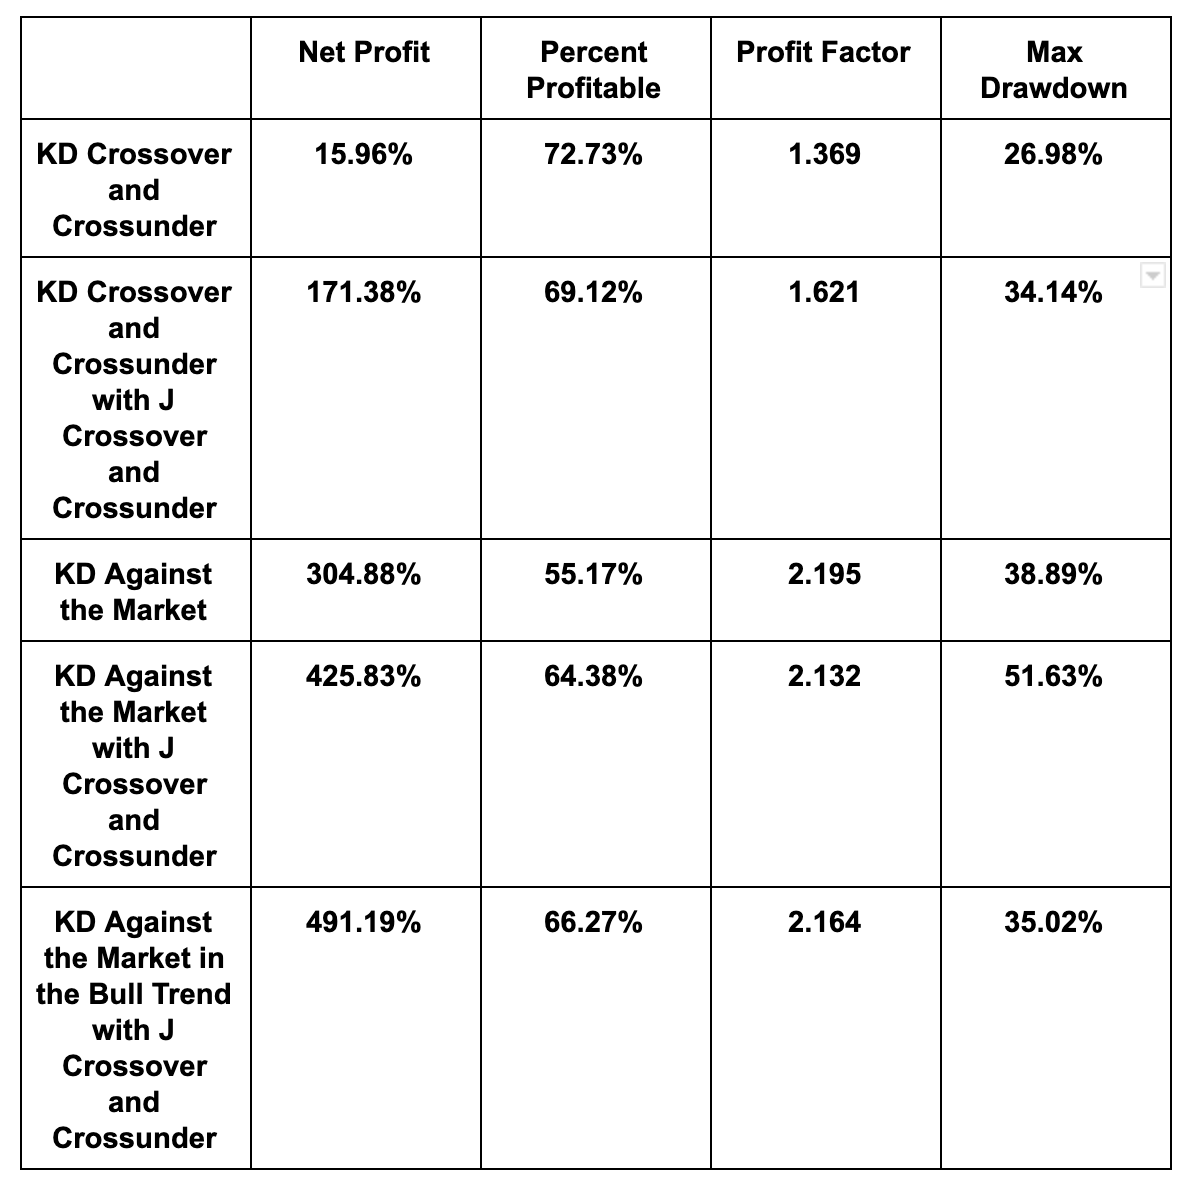 Net Profit
Percent
Profitable
Profit Factor
Max
Drawdown
KD Crossover
and
Crossunder
15.96%
72.73%
1.369
26.98%
KD Crossover
and
Crossunder
with J
Crossover
and
Crossunder
171.38%
69.12%
1.621
34.14%
KD Against
the Market
304.88%
55.17%
2.195
38.89%
KD Against
the Market
with J
Crossover
and
Crossunder
425.83%
64.38%
2.132
51.63%
KD Against
the Market in
the Bull Trend
with J
Crossover
and
Crossunder
491.19%
66.27%
2.164
35.02%